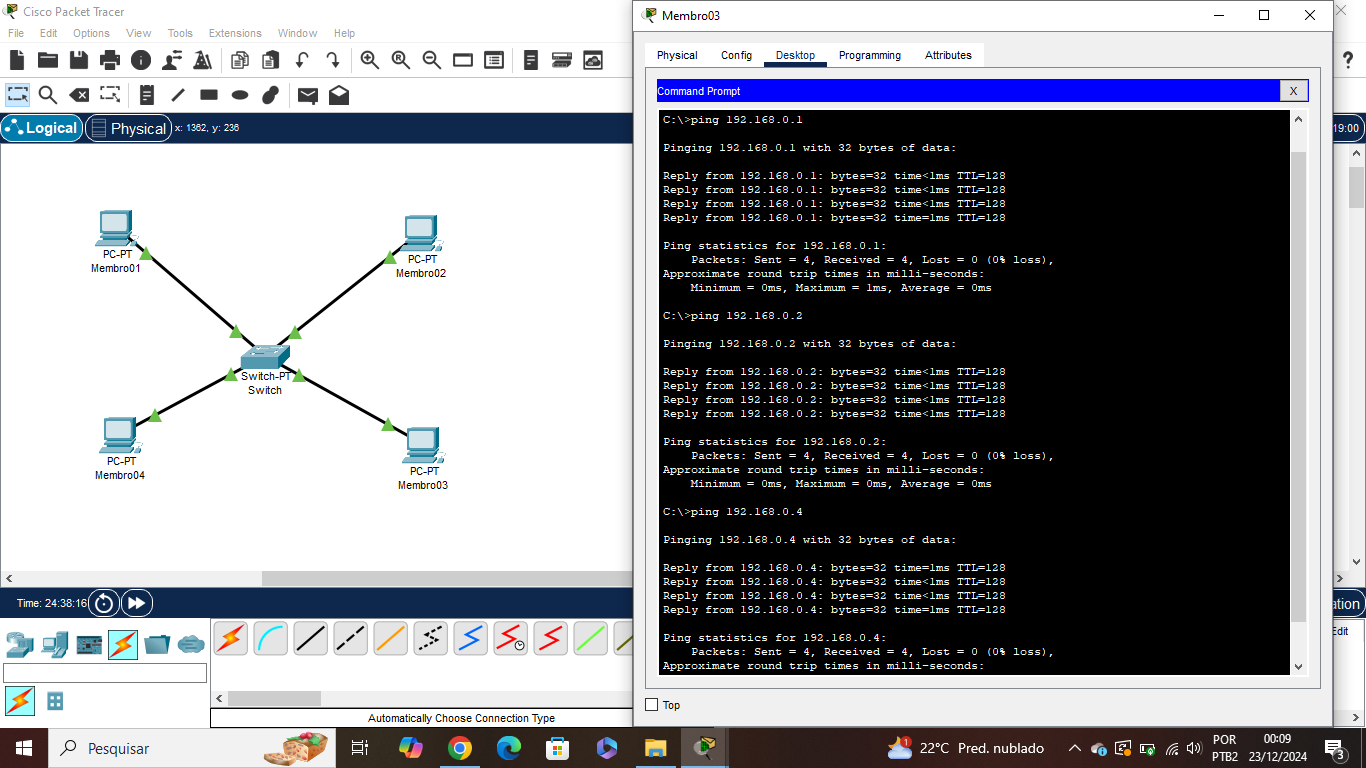 Cisco Packet Tracer
File Edit Options View Tools Extensions Window Help
Logical
Physical
x: 1362, y: 236
PC-PT
Membro01
PC-PT
Membro02
Switch-PT
Switch
PC-PT
Membro04
PC-PT
Membro03
Time: 24:38:16
Automatically Choose Connection Type
Membro03
Physical Config Desktop Programming Attributes
Command Prompt
X
C:\>ping 192.168.0.1
Pinging 192.168.0.1 with 32 bytes of data:
Reply from 192.168.0.1: bytes=32 time<1ms TTL=128
Reply from 192.168.0.1: bytes=32 time<1ms TTL=128
Reply from 192.168.0.1: bytes=32 time<1ms TTL=128
Reply from 192.168.0.1: bytes=32 time=1ms TTL=128
Ping statistics for 192.168.0.1:
Packets: Sent = 4, Received = 4, Lost = 0 (0% loss),
Approximate round trip times in milli-seconds:
Minimum = 0ms, Maximum = 1ms, Average = 0ms
C:\>ping 192.168.0.2
Pinging 192.168.0.2 with 32 bytes of data:
Reply from 192.168.0.2: bytes=32 time<1ms TTL=128
Reply from 192.168.0.2: bytes=32 time<1ms TTL=128
Reply from 192.168.0.2: bytes=32 time<1ms TTL=128
Reply from 192.168.0.2: bytes=32 time<1ms TTL=128
Ping statistics for 192.168.0.2:
Packets: Sent = 4, Received = 4, Lost = 0 (0% loss),
Approximate round trip times in milli-seconds:
Minimum = 0ms, Maximum = 0ms, Average = 0ms
C:\>ping 192.168.0.4
Pinging 192.168.0.4 with 32 bytes of data:
Reply from 192.168.0.4: bytes=32 time=1ms TTL=128
Reply from 192.168.0.4: bytes=32 time<1ms TTL=128
Reply from 192.168.0.4: bytes=32 time<1ms TTL=128
Reply from 192.168.0.4: bytes=32 time=1ms TTL=128
Ping statistics for 192.168.0.4:
Packets: Sent = 4, Received = 4, Lost = 0 (0% loss),
Approximate round trip times in milli-seconds:
Top
19:00
ation
Edit
Pesquisar
1
22°C Pred. nublado
POR
PTB2
00:09
23/12/2024
3